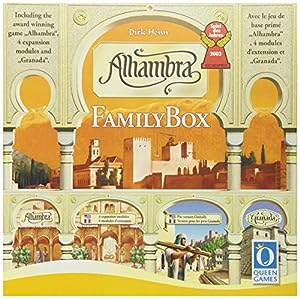 Including the
award winning
game „Alhambra",
4 expansion
modules and
„Granada".
Dirk Henn
Spiel des
Jahres
2003
Avec le jeu de
base primé
„Alhambra",
4 modules
d'extension et
„Granada".
Alhambra
FAMILYBOX
Alhambra
4 expansion modules
4 modules d'extension
Granada
QUEEN
GAMES